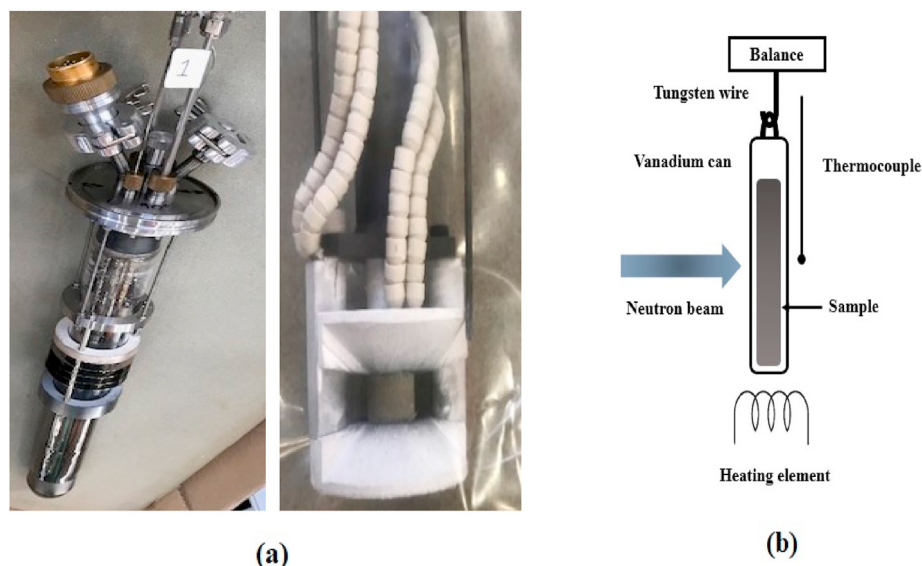 1
Balance
Tungsten wire
Vanadium can
Thermocouple
Neutron beam
Sample
Heating element
(a)
(b)